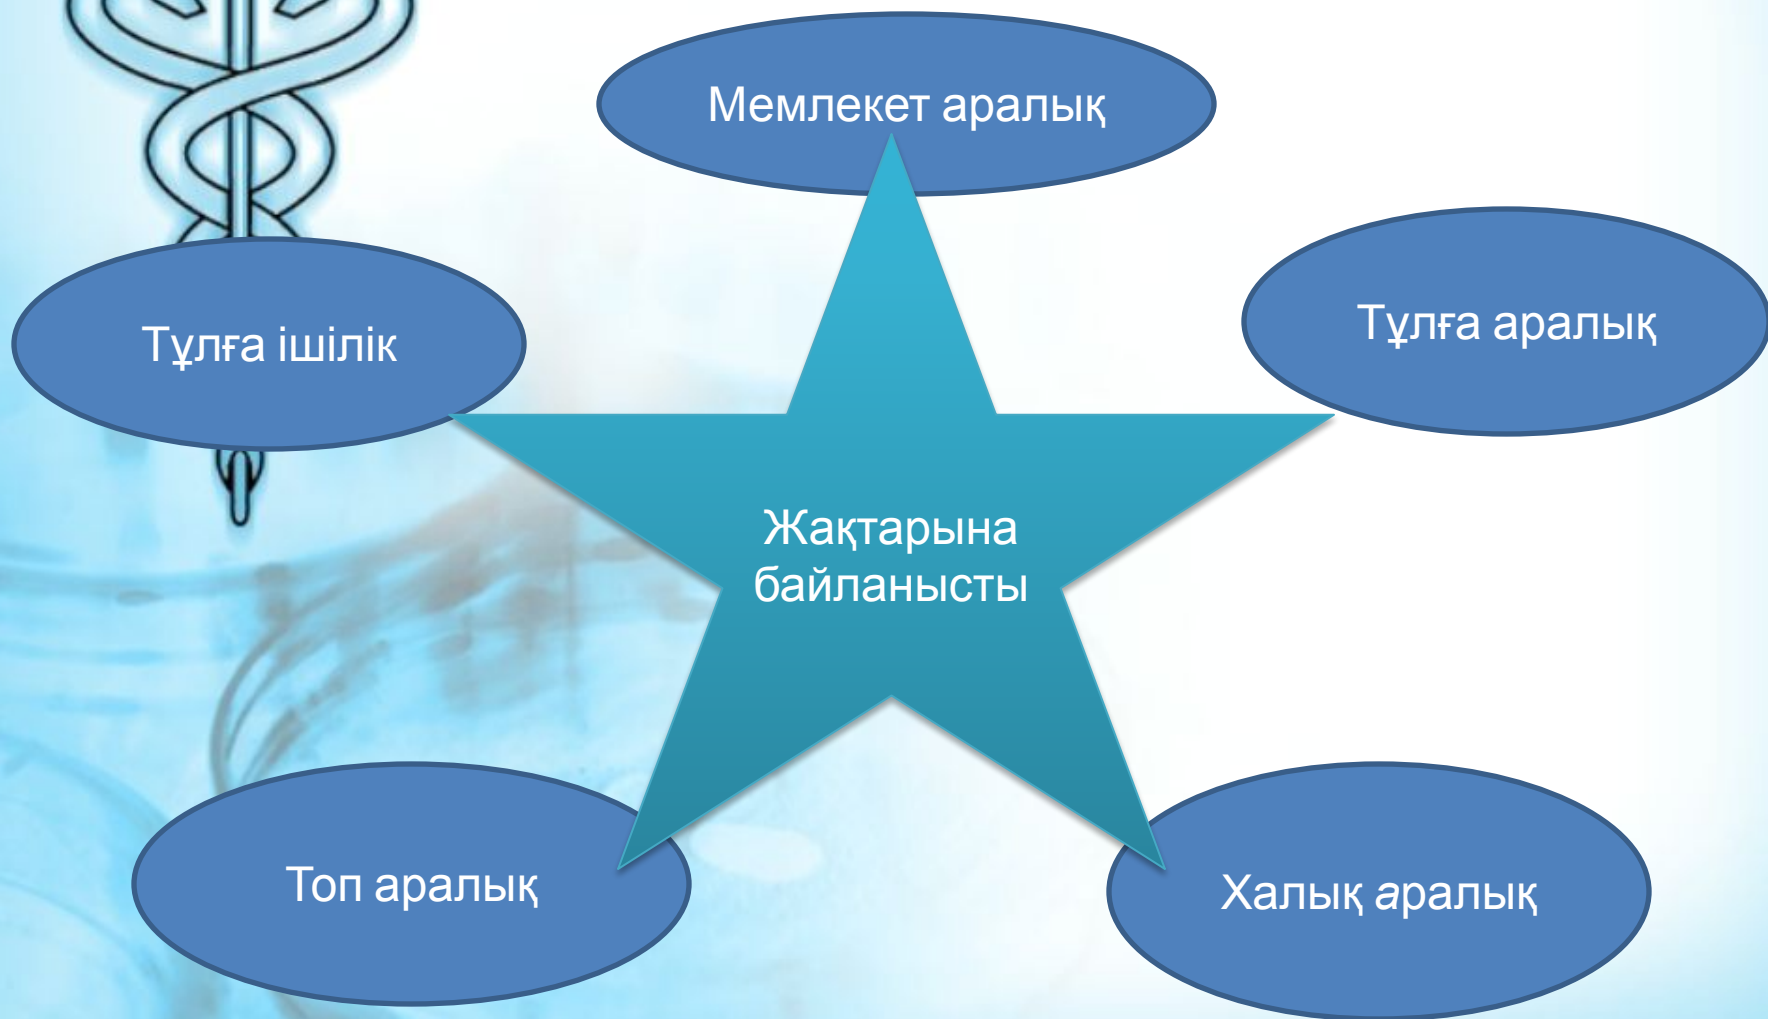 Мемлекет аралық
Тұлға ішілік
Тұлға аралық
Жақтарына
байланысты
Топ аралық
Халық аралық